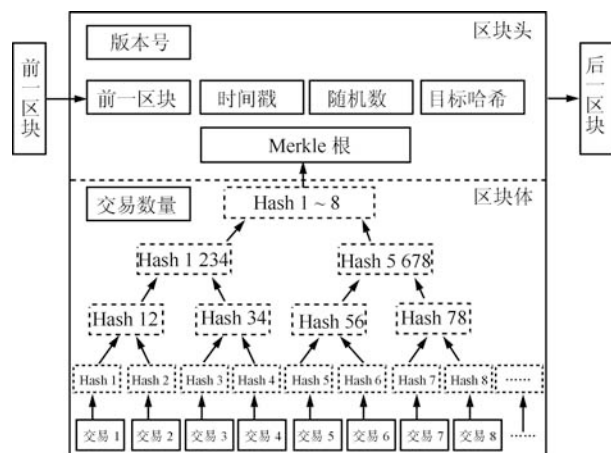 区块头
版本号
前一区块
前一区块 时间戳 随机数 目标哈希
后一区块
Merkle 根
区块体
交易数量
Hash 1 ~ 8
Hash 1 234 Hash 5 678
Hash 12 Hash 34 Hash 56 Hash 78
Hash 1 Hash 2 Hash 3 Hash 4 Hash 5 Hash 6 Hash 7 Hash 8 ……
交易 1 交易 2 交易 3 交易 4 交易 5 交易 6 交易 7 交易 8 ……